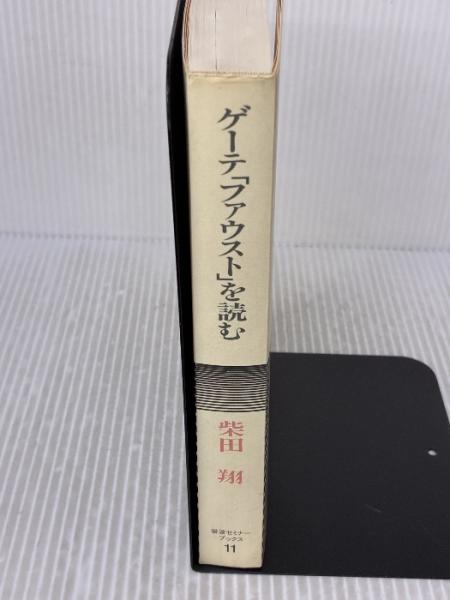 ゲーテ「ファウスト」を読む
柴田 翔
岩波セミナー
ブックス
11